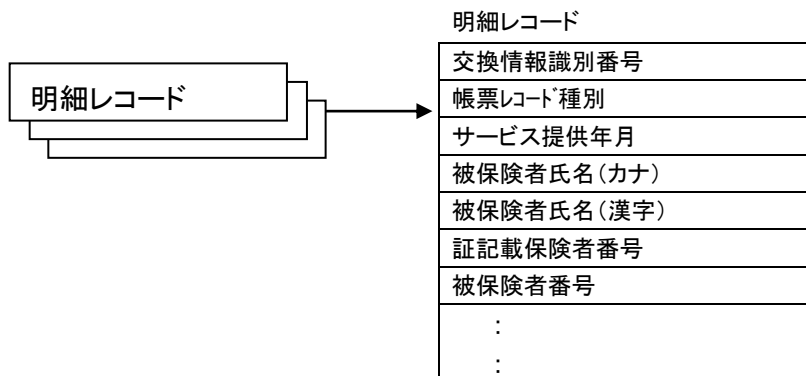 明細レコード
明細レコード
交換情報識別番号
帳票ﾚｺｰﾄﾞ種別
サービス提供年月
被保険者氏名（カナ）
被保険者氏名（漢字）
証記載保険者番号
被保険者番号
：
：